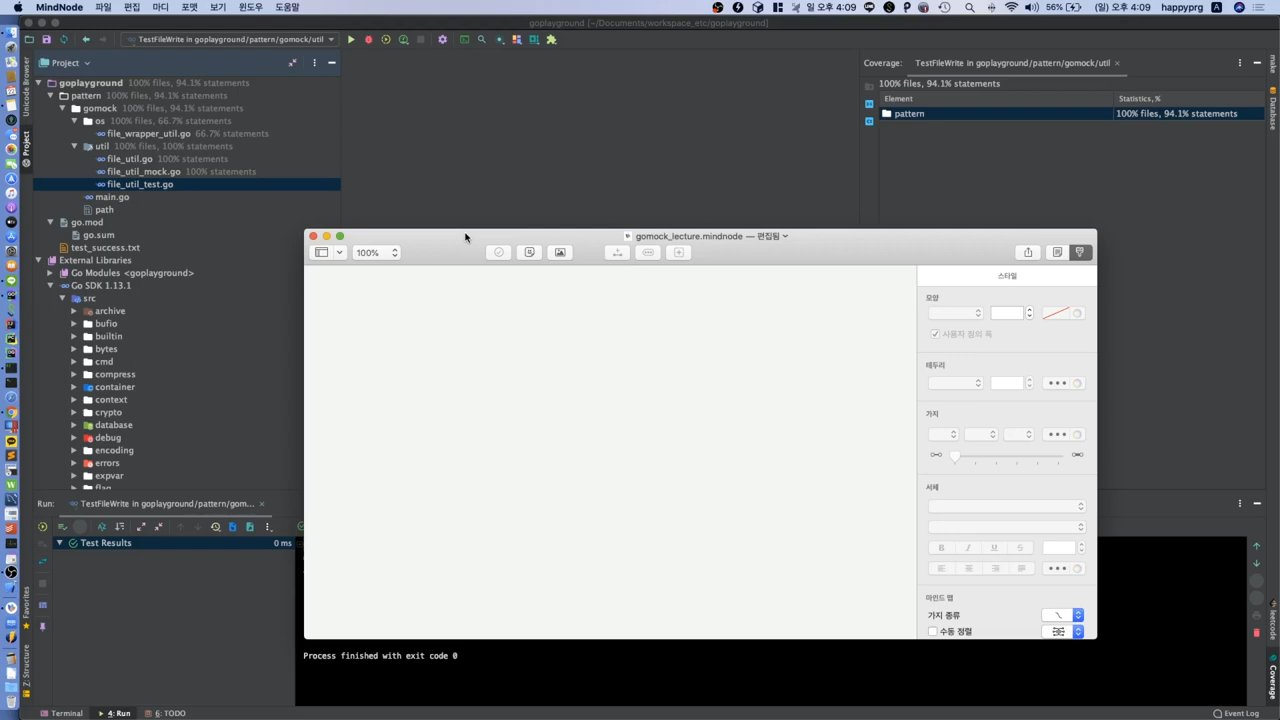 MindNode 파일 편집 마디 포맷 보기 윈도우 도움말 일 오후 4:09 56% (일) 오후 4:09 happyprg A
goplayground [~/Documents/workspace_etc/goplayground]
TestFileWrite in goplayground/pattern/gomock/util
Project
Coverage: TestFileWrite in goplayground/pattern/gomock/util
100% files, 94.1% statements
Element Statistics, %
pattern 100% files, 94.1% statements
goplayground 100% files, 94.1% statements
pattern 100% files, 94.1% statements
gomock 100% files, 94.1% statements
os 100% files, 66.7% statements
file_wrapper_util.go 66.7% statements
util 100% files, 100% statements
file_util.go 100% statements
file_util_mock.go 100% statements
file_util_test.go
main.go
path
go.mod
go.sum
test_success.txt
External Libraries
Go Modules <goplayground>
Go SDK 1.13.1
src
archive
bufio
builtin
bytes
cmd
compress
container
context
crypto
database
debug
encoding
errors
expvar
flag
gomock_lecture.mindnode — 편집됨
100%
스타일
모양
사용자 정의 폭
테두리
가지
서체
B I U S
마인드 맵
가지 종류
수동 정렬
Run: TestFileWrite in goplayground/pattern/gom...
Test Results 0 ms
Process finished with exit code 0
Unicode Browser
Project
Favorites
Z: Structure
make
Database
leetcode
Coverage
Terminal 4: Run 6: TODO Event Log